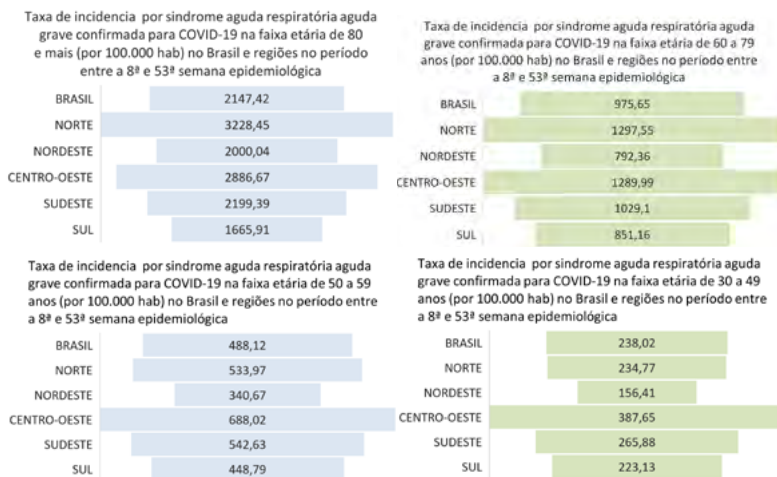 Taxa de incidencia por sindrome aguda respiratória aguda
grave confirmada para COVID-19 na faixa etária de 80
e mais (por 100.000 hab) no Brasil e regiões no período
entre a 8ª e 53ª semana epidemiológica
BRASIL 2147,42
NORTE 3228,45
NORDESTE 2000,04
CENTRO-OESTE 2886,67
SUDESTE 2199,39
SUL 1665,91
Taxa de incidencia por sindrome aguda respiratória aguda
grave confirmada para COVID-19 na faixa etária de 60 a 79
anos (por 100.000 hab) no Brasil e regiões no período entre
a 8ª e 53ª semana epidemiológica
BRASIL 975,65
NORTE 1297,55
NORDESTE 792,36
CENTRO-OESTE 1289,99
SUDESTE 1029,1
SUL 851,16
Taxa de incidencia por sindrome aguda respiratória aguda
grave confirmada para COVID-19 na faixa etária de 50 a 59
anos (por 100.000 hab) no Brasil e regiões no período entre
a 8ª e 53ª semana epidemiológica
BRASIL 488,12
NORTE 533,97
NORDESTE 340,67
CENTRO-OESTE 688,02
SUDESTE 542,63
SUL 448,79
Taxa de incidencia por sindrome aguda respiratória aguda
grave confirmada para COVID-19 na faixa etária de 30 a 49
anos (por 100.000 hab) no Brasil e regiões no período entre
a 8ª e 53ª semana epidemiológica
BRASIL 238,02
NORTE 234,77
NORDESTE 156,41
CENTRO-OESTE 387,65
SUDESTE 265,88
SUL 223,13